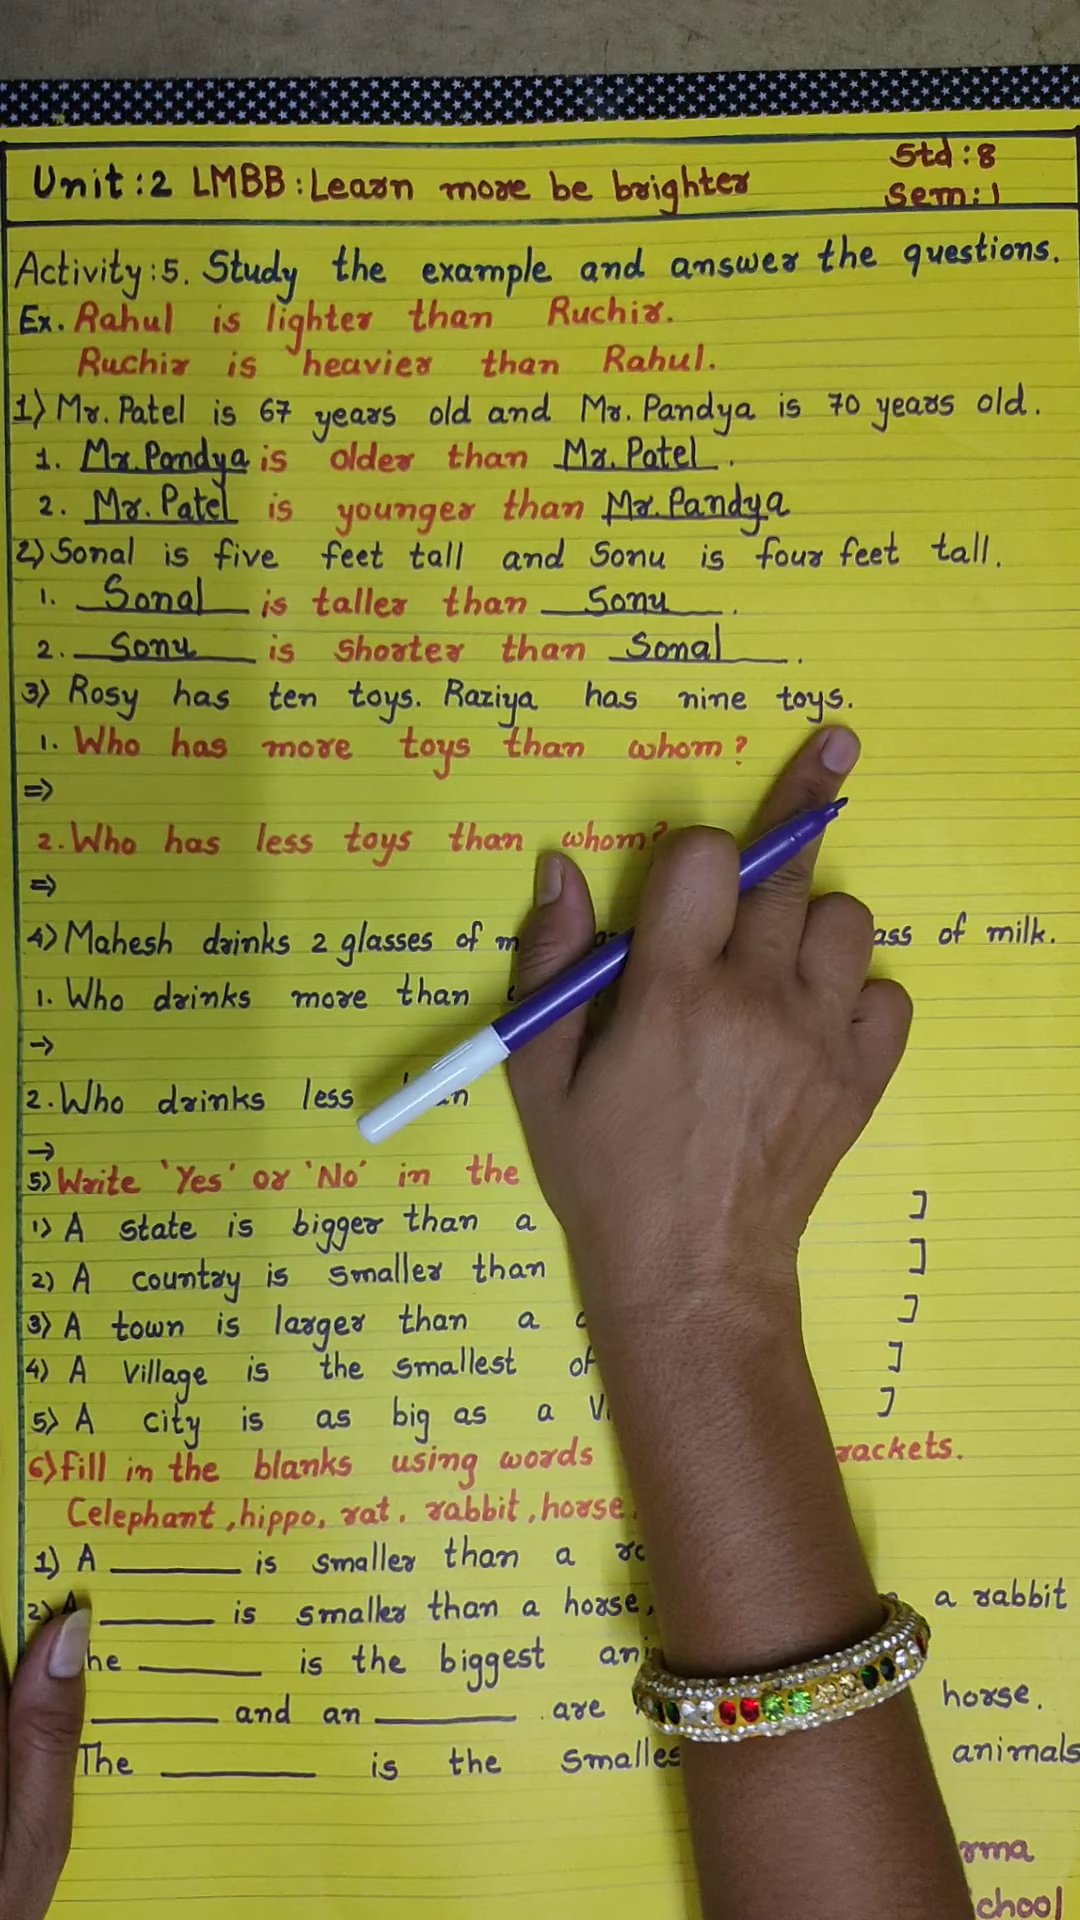 Unit:2 LMBB:Learn more be brighter
Std:8
Sem:1
Activity:5. Study the example and answer the questions.
Ex. Rahul is lighter than Ruchir.
Ruchir is heavier than Rahul.
1) Mr. Patel is 67 years old and Mr. Pandya is 70 years old.
1. Mr. Pandya is older than Mr. Patel.
2. Mr. Patel is younger than Mr. Pandya
2) Sonal is five feet tall and Sonu is four feet tall.
1. Sonal is taller than Sonu.
2. Sonu is shorter than Sonal.
3) Rosy has ten toys. Raziya has nine toys.
1. Who has more toys than whom?
⇒
2. Who has less toys than whom?
⇒
4) Mahesh drinks 2 glasses of of milk.
1. Who drinks more than
→
2. Who drinks less
→
5) Write 'Yes' or 'No' in the
1) A state is bigger than a ]
2) A country is smaller than ]
3) A town is larger than a ]
4) A village is the smallest of ]
5) A city is as big as a ]
6) fill in the blanks using words
(elephant, hippo, rat, rabbit, horse
1) A ______ is smaller than a
2) A ______ is smaller than a horse, a rabbit
______ is the biggest
______ and an ______ are horse.
The ______ is the animals